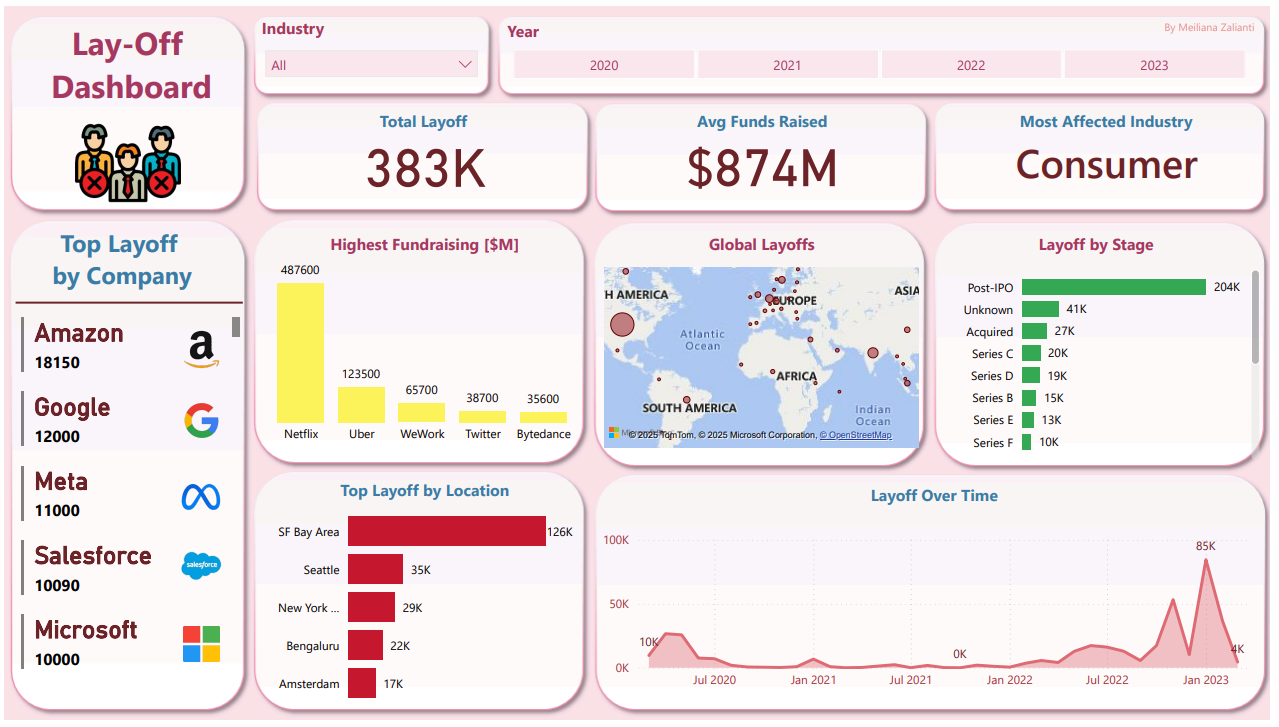 Lay-Off
Dashboard
Industry
All
Year
By Meiliana Zalianti
2020
2021
2022
2023
Total Layoff
383K
Avg Funds Raised
$874M
Most Affected Industry
Consumer
Top Layoff
by Company
Amazon
18150
a
Google
12000
G
Meta
11000
Salesforce
10090
salesforce
Microsoft
10000
Highest Fundraising [$M]
487600
123500
65700
38700
35600
Netflix
Uber
WeWork
Twitter
Bytedance
Global Layoffs
H AMERICA
EUROPE
ASIA
Atlantic
Ocean
AFRICA
SOUTH AMERICA
Indian
Ocean
© 2025 TomTom, © 2025 Microsoft Corporation, © OpenStreetMap
Layoff by Stage
Post-IPO 204K
Unknown 41K
Acquired 27K
Series C 20K
Series D 19K
Series B 15K
Series E 13K
Series F 10K
Top Layoff by Location
SF Bay Area 126K
Seattle 35K
New York ... 29K
Bengaluru 22K
Amsterdam 17K
Layoff Over Time
100K
50K
0K
10K
0K
85K
4K
Jul 2020
Jan 2021
Jul 2021
Jan 2022
Jul 2022
Jan 2023